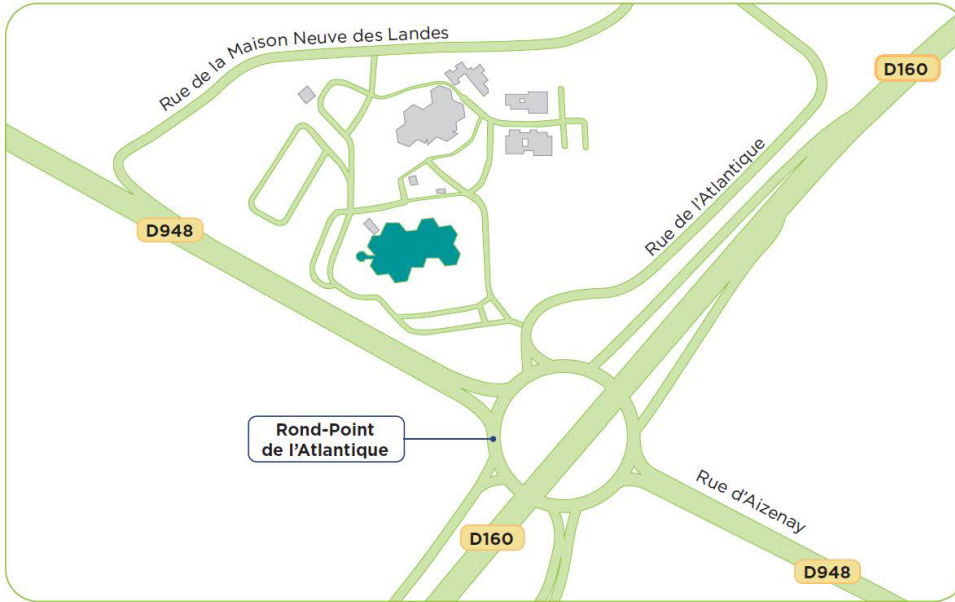 Rue de la Maison Neuve des Landes
D160
Rue de l'Atlantique
D948
Rond-Point
de l'Atlantique
Rue d'Aizenay
D160
D948